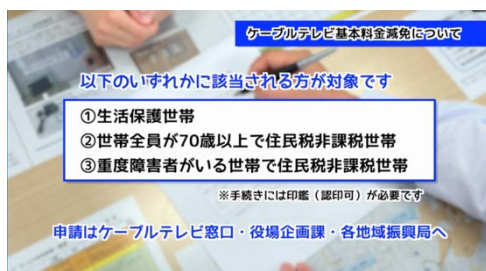 ケーブルテレビ基本料金減免について
以下のいずれかに該当される方が対象です
①生活保護世帯
②世帯全員が70歳以上で住民税非課税世帯
③重度障害者がいる世帯で住民税非課税世帯
※手続きには印鑑（認印可）が必要です
申請はケーブルテレビ窓口・役場企画課・各地域振興局へ